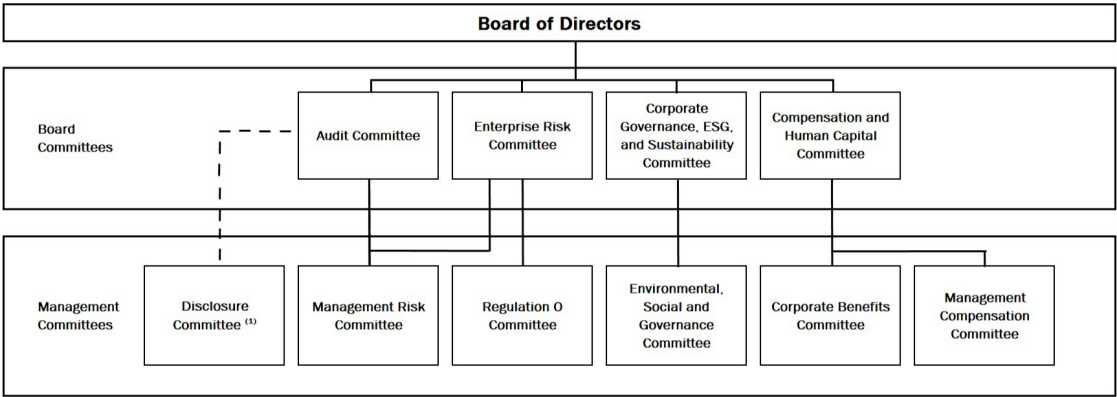 Board of Directors
Board
Committees
Audit Committee
Enterprise Risk
Committee
Corporate
Governance, ESG,
and Sustainability
Committee
Compensation and
Human Capital
Committee
Management
Committees
Disclosure
Committee (1)
Management Risk
Committee
Regulation O
Committee
Environmental,
Social and
Governance
Committee
Corporate Benefits
Committee
Management
Compensation
Committee